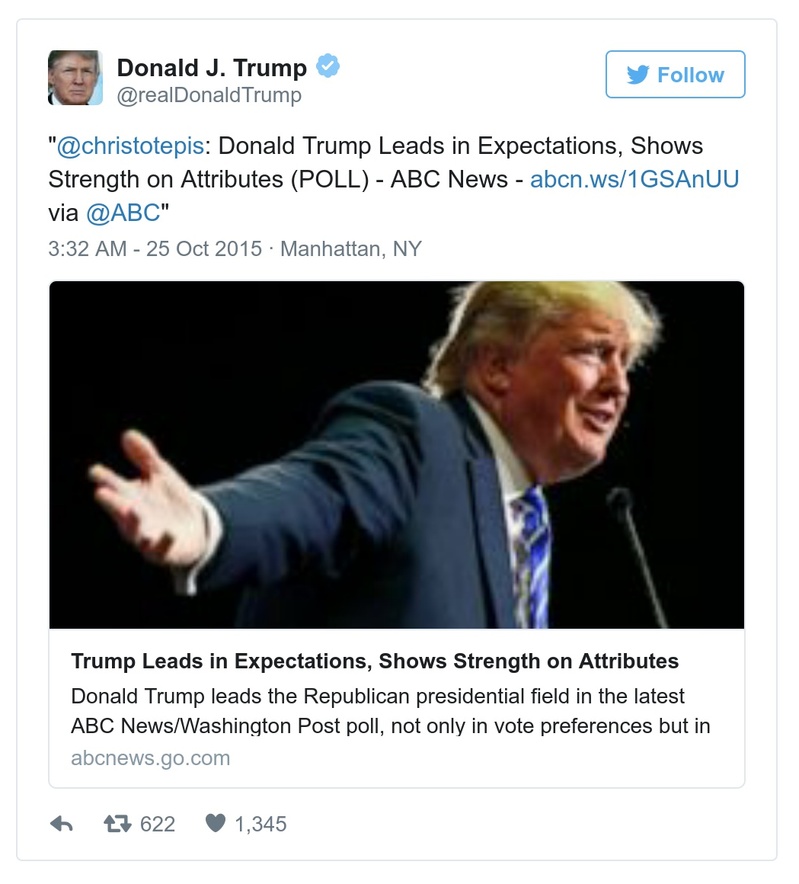 Donald J. Trump
@realDonaldTrump
Follow
"@christotepis: Donald Trump Leads in Expectations, Shows
Strength on Attributes (POLL) - ABC News - abcn.ws/1GSAnUU
via @ABC"
3:32 AM - 25 Oct 2015 · Manhattan, NY
Trump Leads in Expectations, Shows Strength on Attributes
Donald Trump leads the Republican presidential field in the latest
ABC News/Washington Post poll, not only in vote preferences but in
abcnews.go.com
622 1,345